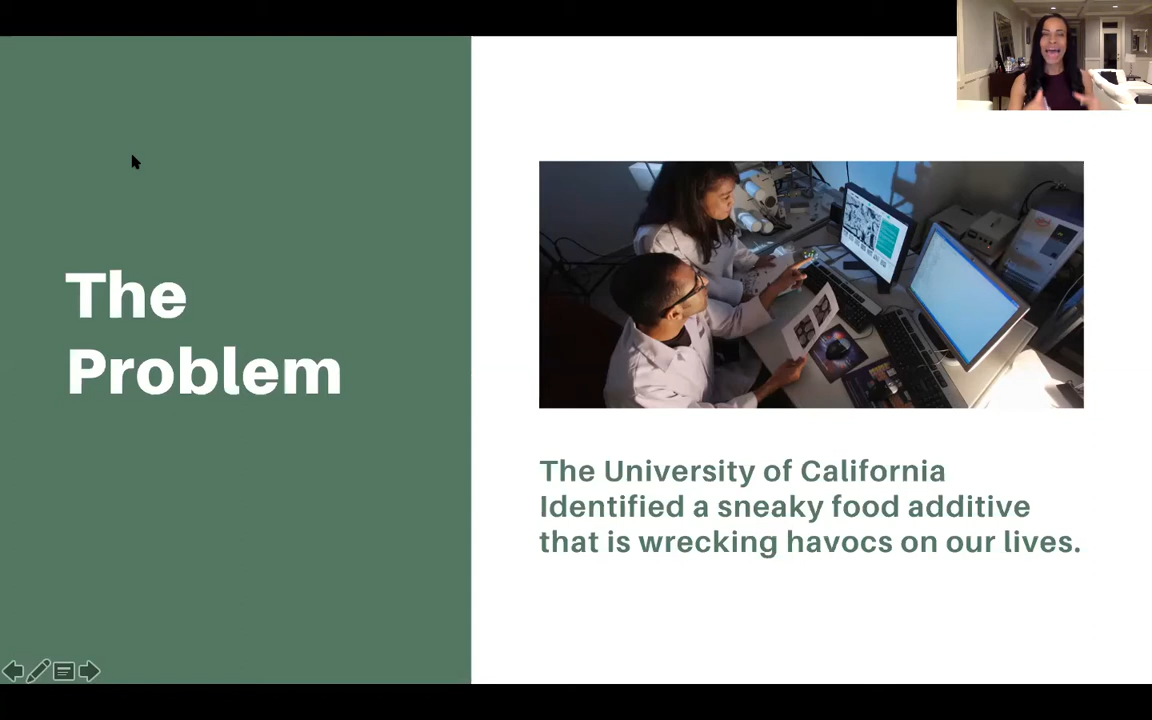 The
Problem
The University of California
Identified a sneaky food additive
that is wrecking havocs on our lives.